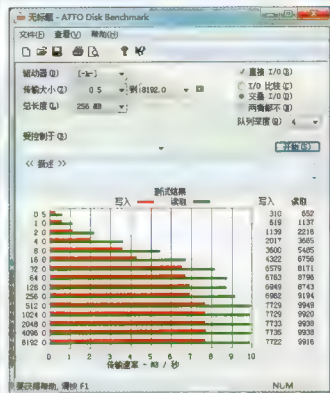 无标题 - ATTO Disk Benchmark
文件(F) 查看(V) 帮助(H)
驱动器(D) [-k-] ✓ 直接 I/O(D)
传输大小(Z) 0.5 到 8192.0 I/O 比较(C)
总长度(Z) 256 MB 交叠 I/O(O)
两者都不(N)
队列深度(Q) 4
受控制于(B)
开始(S)
<< 描述 >>
测试结果
写入 读取 写入 读取
0.5 310 652
1.0 619 1137
2.0 1139 2216
4.0 2017 3685
8.0 3600 5485
16.0 4322 6756
32.0 6579 8171
64.0 6763 8796
128.0 6949 8743
256.0 6982 9194
512.0 7729 9949
1024.0 7729 9920
2048.0 7733 9938
4096.0 7735 9938
8192.0 7722 9916
0 1 2 3 4 5 6 7 8 9 10
传输速率 - MB / 秒
要获得帮助, 请按 F1 NUM